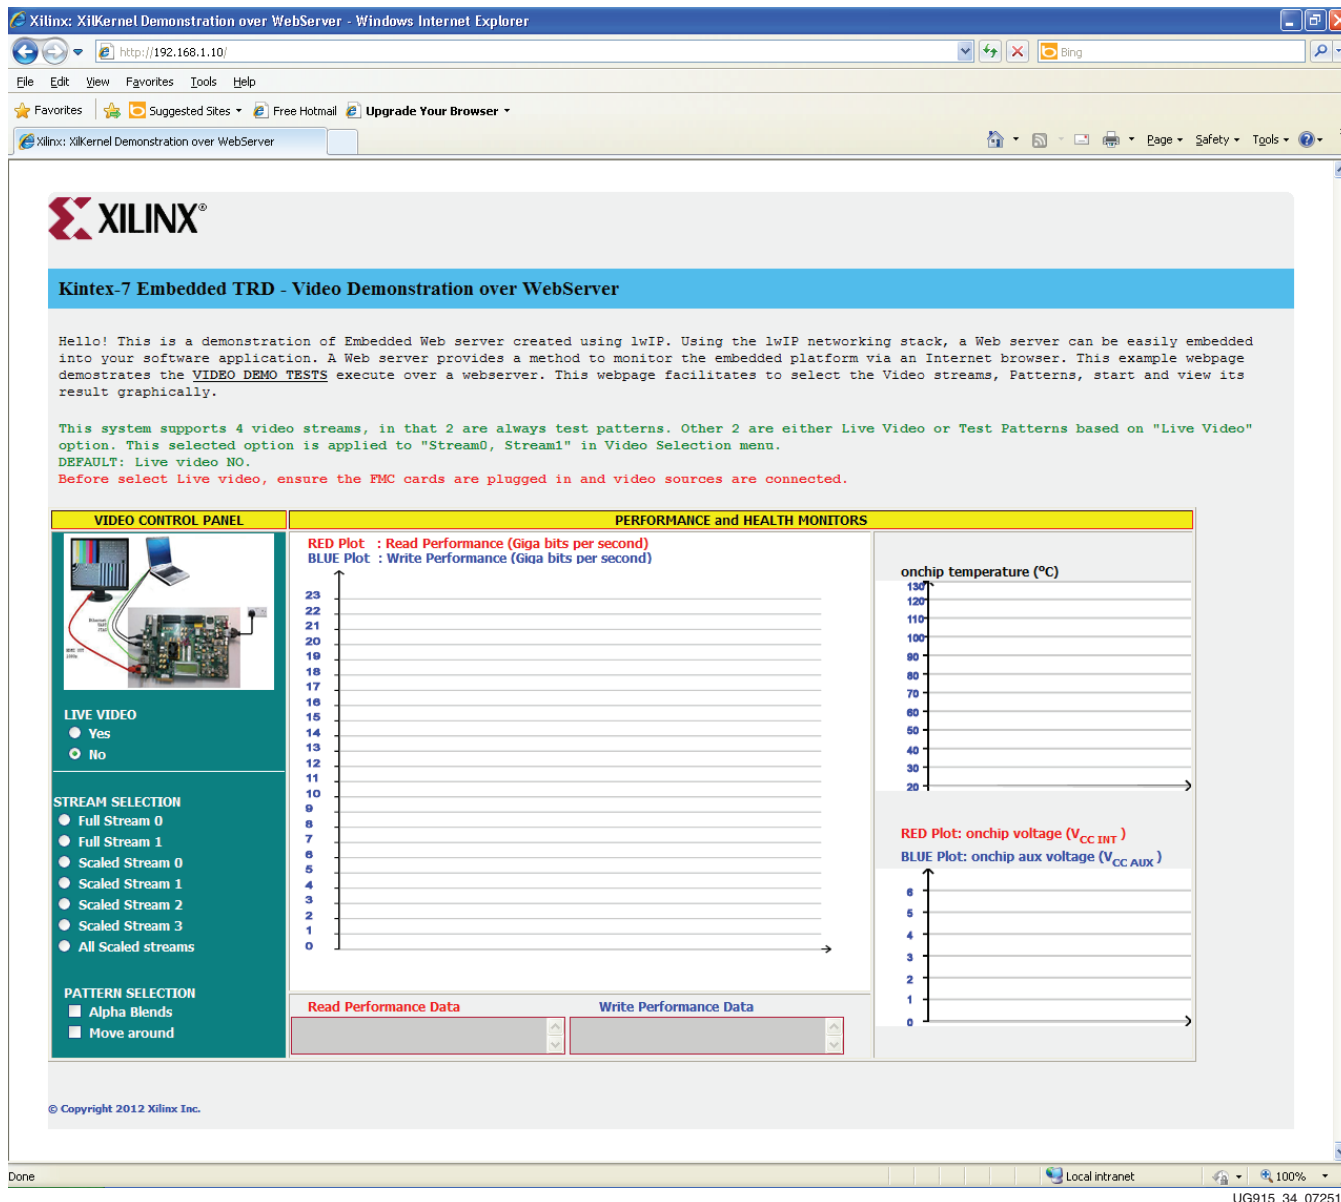 Xilinx: XilKernel Demonstration over WebServer - Windows Internet Explorer
http://192.168.1.10/
Bing
File Edit View Favorites Tools Help
Favorites Suggested Sites Free Hotmail Upgrade Your Browser
Xilinx: XilKernel Demonstration over WebServer
Page Safety Tools
XILINX®
Kintex-7 Embedded TRD - Video Demonstration over WebServer
Hello! This is a demonstration of Embedded Web server created using lwIP. Using the lwIP networking stack, a Web server can be easily embedded
into your software application. A Web server provides a method to monitor the embedded platform via an Internet browser. This example webpage
demostrates the VIDEO DEMO TESTS execute over a webserver. This webpage facilitates to select the Video streams, Patterns, start and view its
result graphically.
This system supports 4 video streams, in that 2 are always test patterns. Other 2 are either Live Video or Test Patterns based on "Live Video"
option. This selected option is applied to "Stream0, Stream1" in Video Selection menu.
DEFAULT: Live video NO.
Before select Live video, ensure the FMC cards are plugged in and video sources are connected.
VIDEO CONTROL PANEL
LIVE VIDEO
Yes
No
STREAM SELECTION
Full Stream 0
Full Stream 1
Scaled Stream 0
Scaled Stream 1
Scaled Stream 2
Scaled Stream 3
All Scaled streams
PATTERN SELECTION
Alpha Blends
Move around
PERFORMANCE and HEALTH MONITORS
RED Plot : Read Performance (Giga bits per second)
BLUE Plot : Write Performance (Giga bits per second)
23
22
21
20
19
18
17
16
15
14
13
12
11
10
9
8
7
6
5
4
3
2
1
0
Read Performance Data
Write Performance Data
onchip temperature (°C)
130
120
110
100
90
80
70
60
50
40
30
20
RED Plot: onchip voltage (VCC INT )
BLUE Plot: onchip aux voltage (VCC AUX )
6
5
4
3
2
1
0
© Copyright 2012 Xilinx Inc.
Done
Local intranet
100%
UG915_34_07251